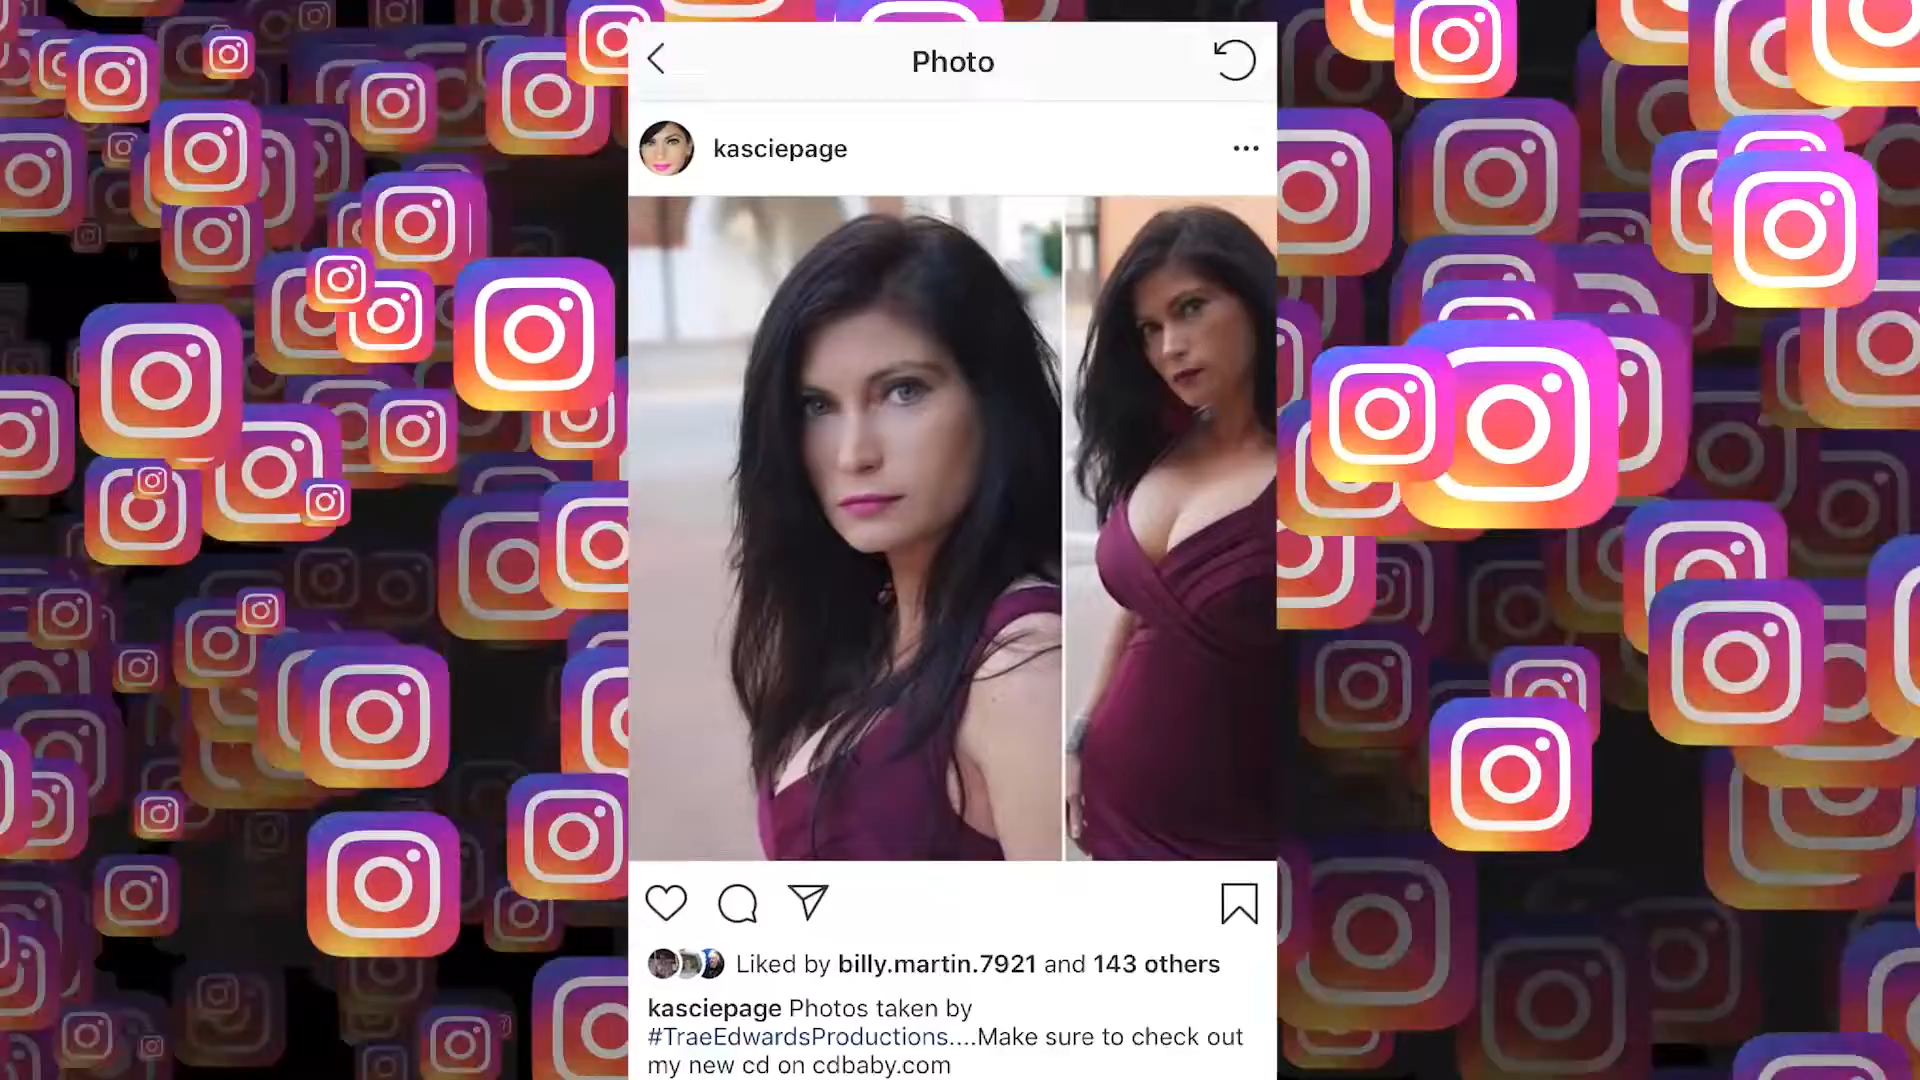 Photo
kasciepage
Liked by billy.martin.7921 and 143 others
kasciepage Photos taken by
#TraeEdwardsProductions....Make sure to check out
my new cd on cdbaby.com